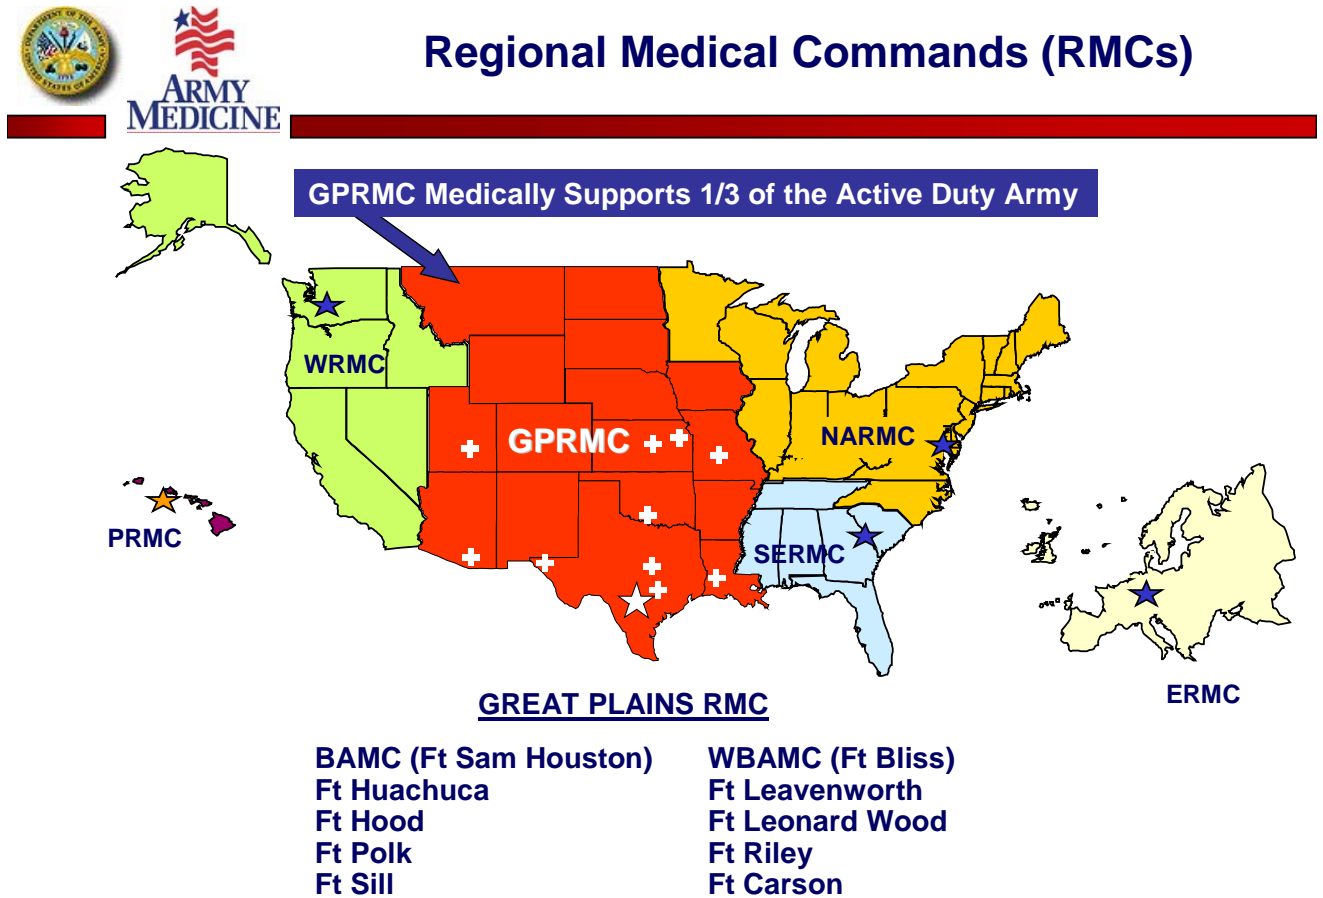 Regional Medical Commands (RMCs)
ARMY
MEDICINE
GPRMC Medically Supports 1/3 of the Active Duty Army
WRMC
GPRMC
NARMC
PRMC
SERMC
ERMC
GREAT PLAINS RMC
BAMC (Ft Sam Houston)
Ft Huachuca
Ft Hood
Ft Polk
Ft Sill
WBAMC (Ft Bliss)
Ft Leavenworth
Ft Leonard Wood
Ft Riley
Ft Carson